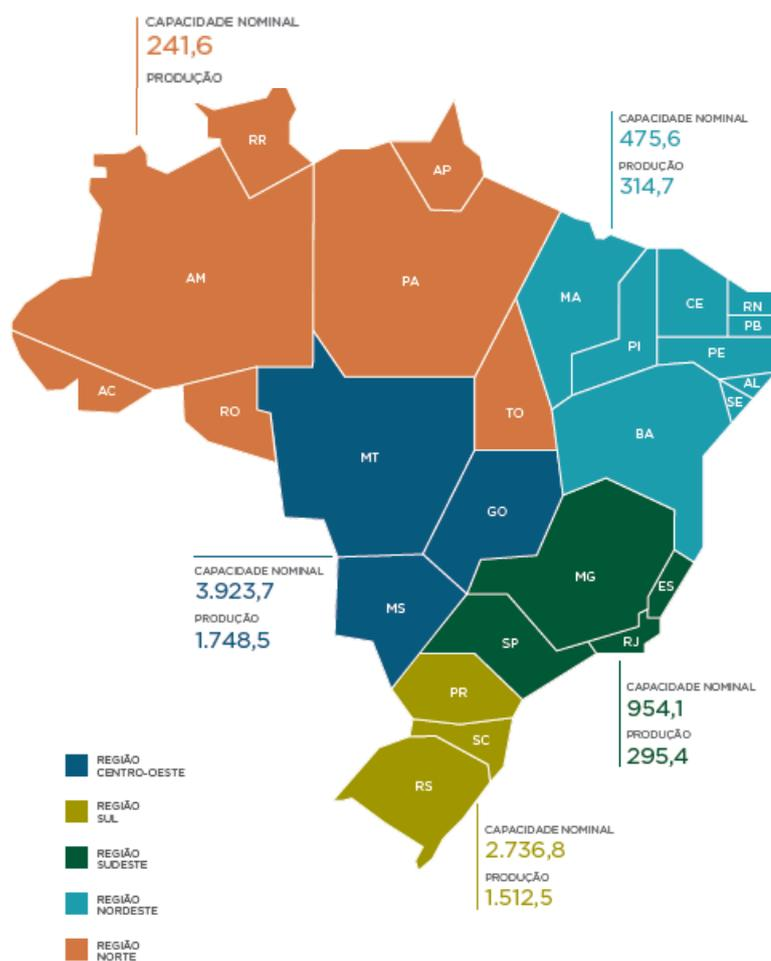 CAPACIDADE NOMINAL
241,6
PRODUÇÃO
CAPACIDADE NOMINAL
475,6
PRODUÇÃO
314,7
RR
AP
AM
PA
MA
CE
RN
PB
PI
PE
AC
RO
TO
AL
SE
BA
MT
GO
MG
ES
CAPACIDADE NOMINAL
3.923,7
PRODUÇÃO
1.748,5
MS
SP
RJ
PR
SC
RS
CAPACIDADE NOMINAL
954,1
PRODUÇÃO
295,4
CAPACIDADE NOMINAL
2.736,8
PRODUÇÃO
1.512,5
REGIÃO
CENTRO-OESTE
REGIÃO
SUL
REGIÃO
SUDESTE
REGIÃO
NORDESTE
REGIÃO
NORTE